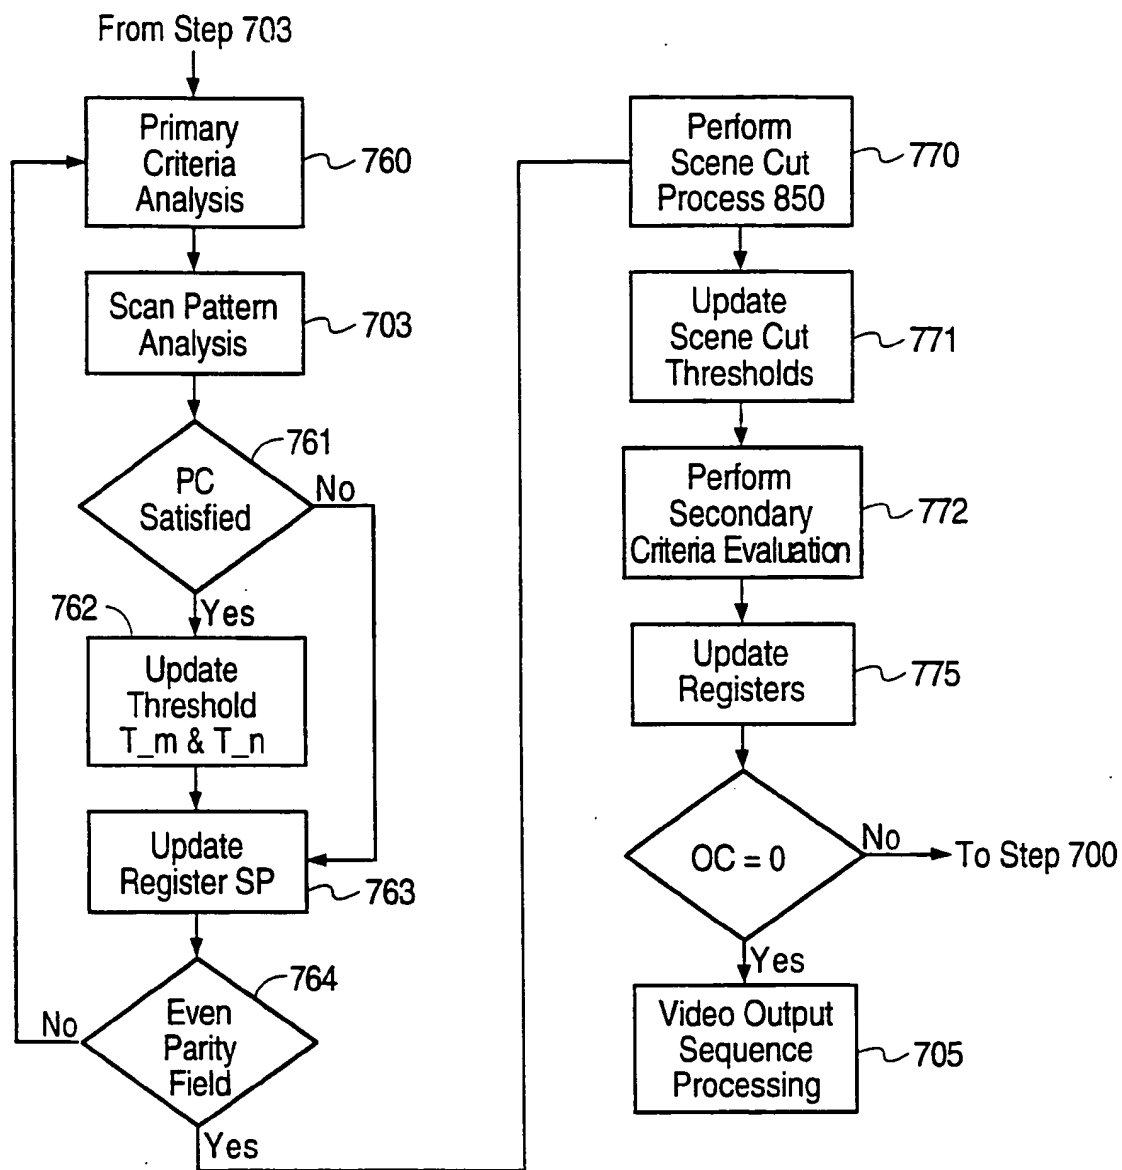 From Step 703
Primary
Criteria
Analysis
760
Scan Pattern
Analysis
703
761
PC
Satisfied
No
Yes
762
Update
Threshold
T_m & T_n
Update
Register SP
763
764
Even
Parity
Field
No
Yes
Perform
Scene Cut
Process 850
770
Update
Scene Cut
Thresholds
771
Perform
Secondary
Criteria Evaluation
772
Update
Registers
775
OC = 0
No
To Step 700
Yes
Video Output
Sequence
Processing
705